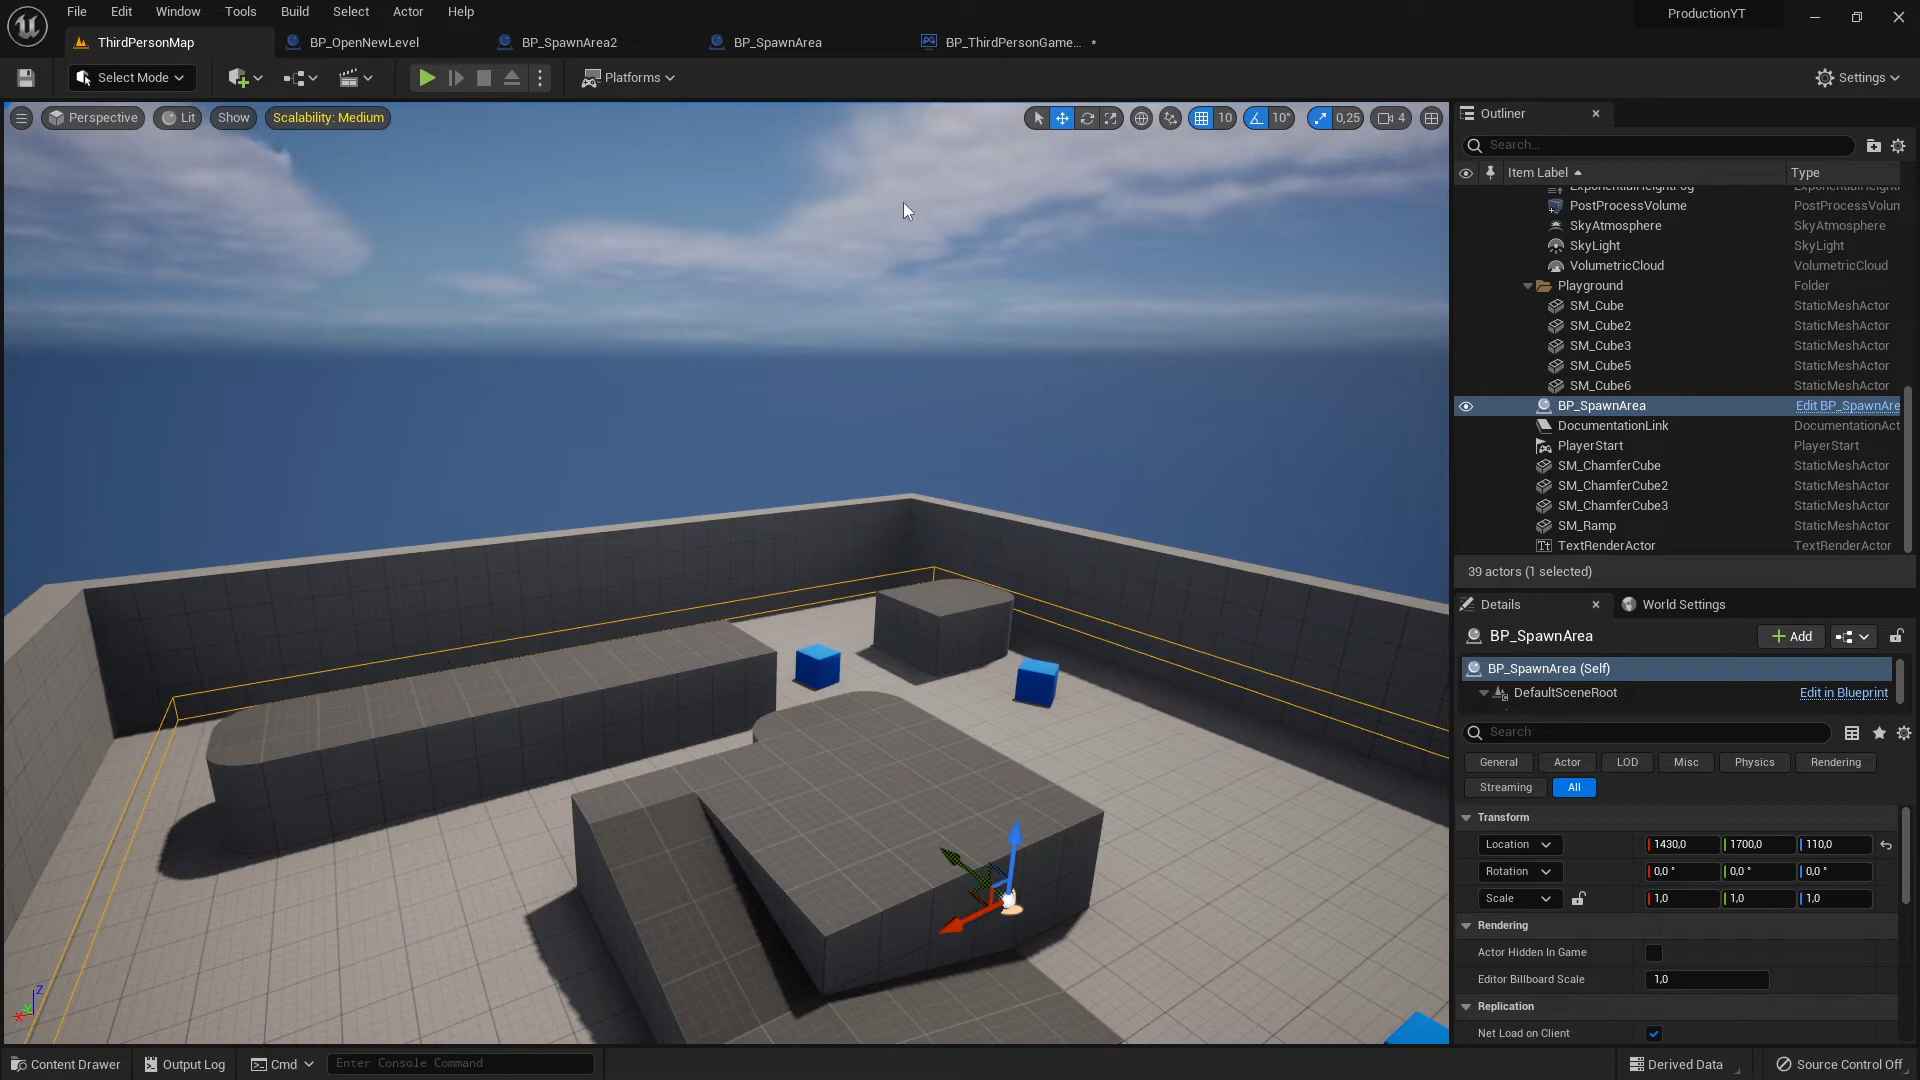 File Edit Window Tools Build Select Actor Help
ProductionYT
ThirdPersonMap
BP_OpenNewLevel
BP_SpawnArea2
BP_SpawnArea
BP_ThirdPersonGame... •
Select Mode
Platforms
Settings
Perspective
Lit
Show
Scalability: Medium
10
10°
0,25
4
Outliner
Search...
Item Label
Type
ExponentialHeightFog
PostProcessVolume PostProcessVolun
SkyAtmosphere SkyAtmosphere
SkyLight SkyLight
VolumetricCloud VolumetricCloud
Playground Folder
SM_Cube StaticMeshActor
SM_Cube2 StaticMeshActor
SM_Cube3 StaticMeshActor
SM_Cube5 StaticMeshActor
SM_Cube6 StaticMeshActor
BP_SpawnArea Edit BP_SpawnAre
DocumentationLink DocumentationAct
PlayerStart PlayerStart
SM_ChamferCube StaticMeshActor
SM_ChamferCube2 StaticMeshActor
SM_ChamferCube3 StaticMeshActor
SM_Ramp StaticMeshActor
TextRenderActor TextRenderActor
39 actors (1 selected)
Details
World Settings
BP_SpawnArea
Add
BP_SpawnArea (Self)
DefaultSceneRoot Edit in Blueprint
Search
General Actor LOD Misc Physics Rendering
Streaming All
Transform
Location 1430,0 1700,0 110,0
Rotation 0,0 ° 0,0 ° 0,0 °
Scale 1,0 1,0 1,0
Rendering
Actor Hidden In Game
Editor Billboard Scale 1,0
Replication
Net Load on Client
Z
X
Y
Content Drawer
Output Log
Cmd
Enter Console Command
Derived Data
Source Control Off